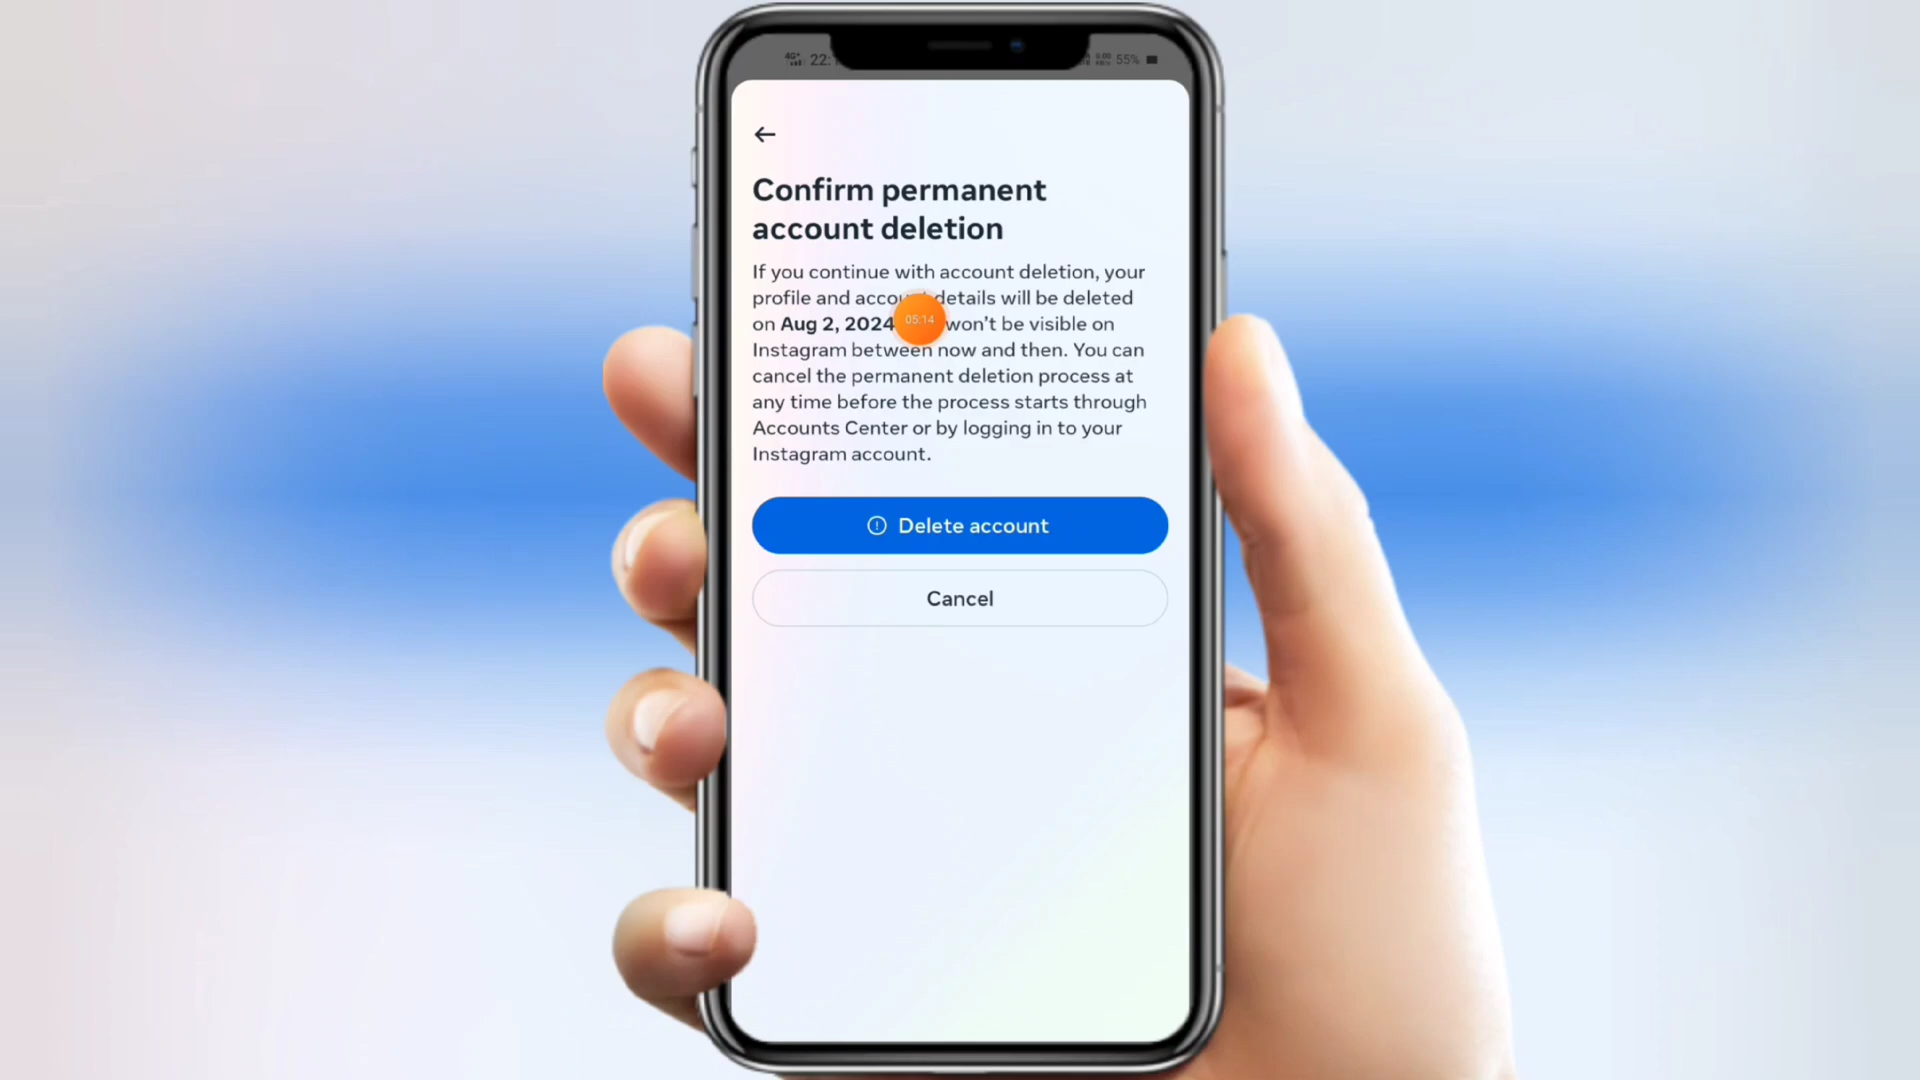 4G+ 22:
55%
Confirm permanent
account deletion
If you continue with account deletion, your
profile and details will be deleted
on Aug 2, 2024 won't be visible on
05:14
Instagram between now and then. You can
cancel the permanent deletion process at
any time before the process starts through
Accounts Center or by logging in to your
Instagram account.
Delete account
Cancel